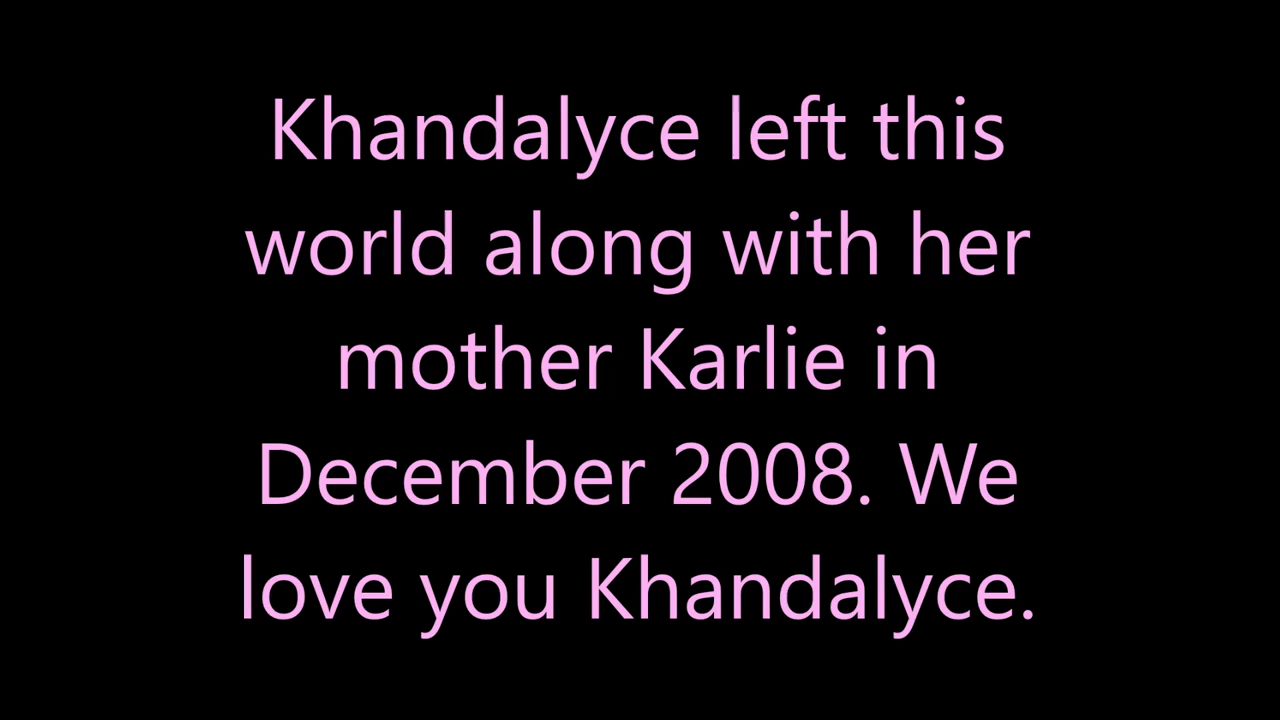 Khandalyce left this
world along with her
mother Karlie in
December 2008. We
love you Khandalyce.